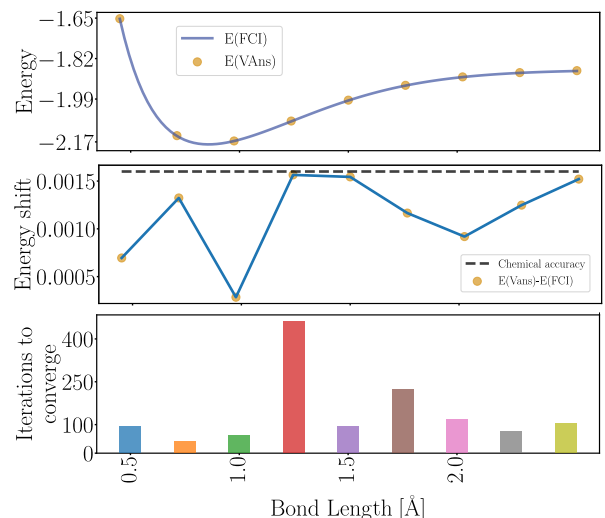 −1.65
−1.82
−1.99
−2.17
Energy
E(FCI)
E(VAns)
0.0015
0.0010
0.0005
Energy shift
Chemical accuracy
E(Vans)-E(FCI)
400
250
100
0
Iterations to
converge
0.5
1.0
1.5
2.0
Bond Length [Å]